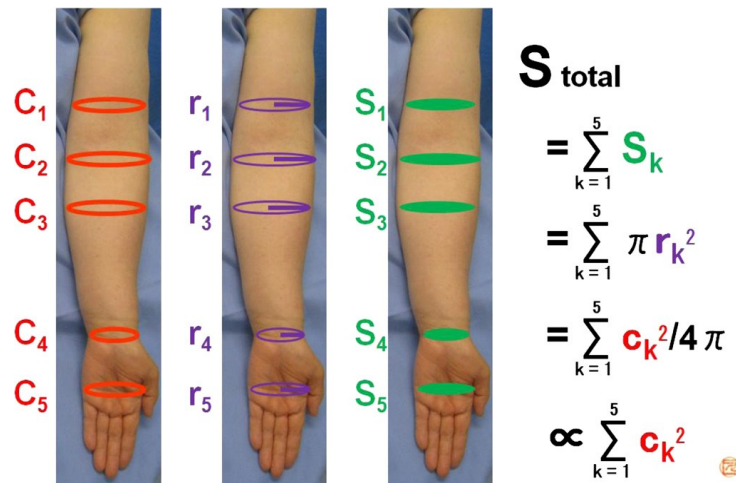 S total
C1 r1 S1
C2 r2 S2
C3 r3 S3
C4 r4 S4
C5 r5 S5
= 5 ∑ k = 1 Sk
= 5 ∑ k = 1 π rk2
= 5 ∑ k = 1 ck2/4 π
∝ 5 ∑ k = 1 ck2